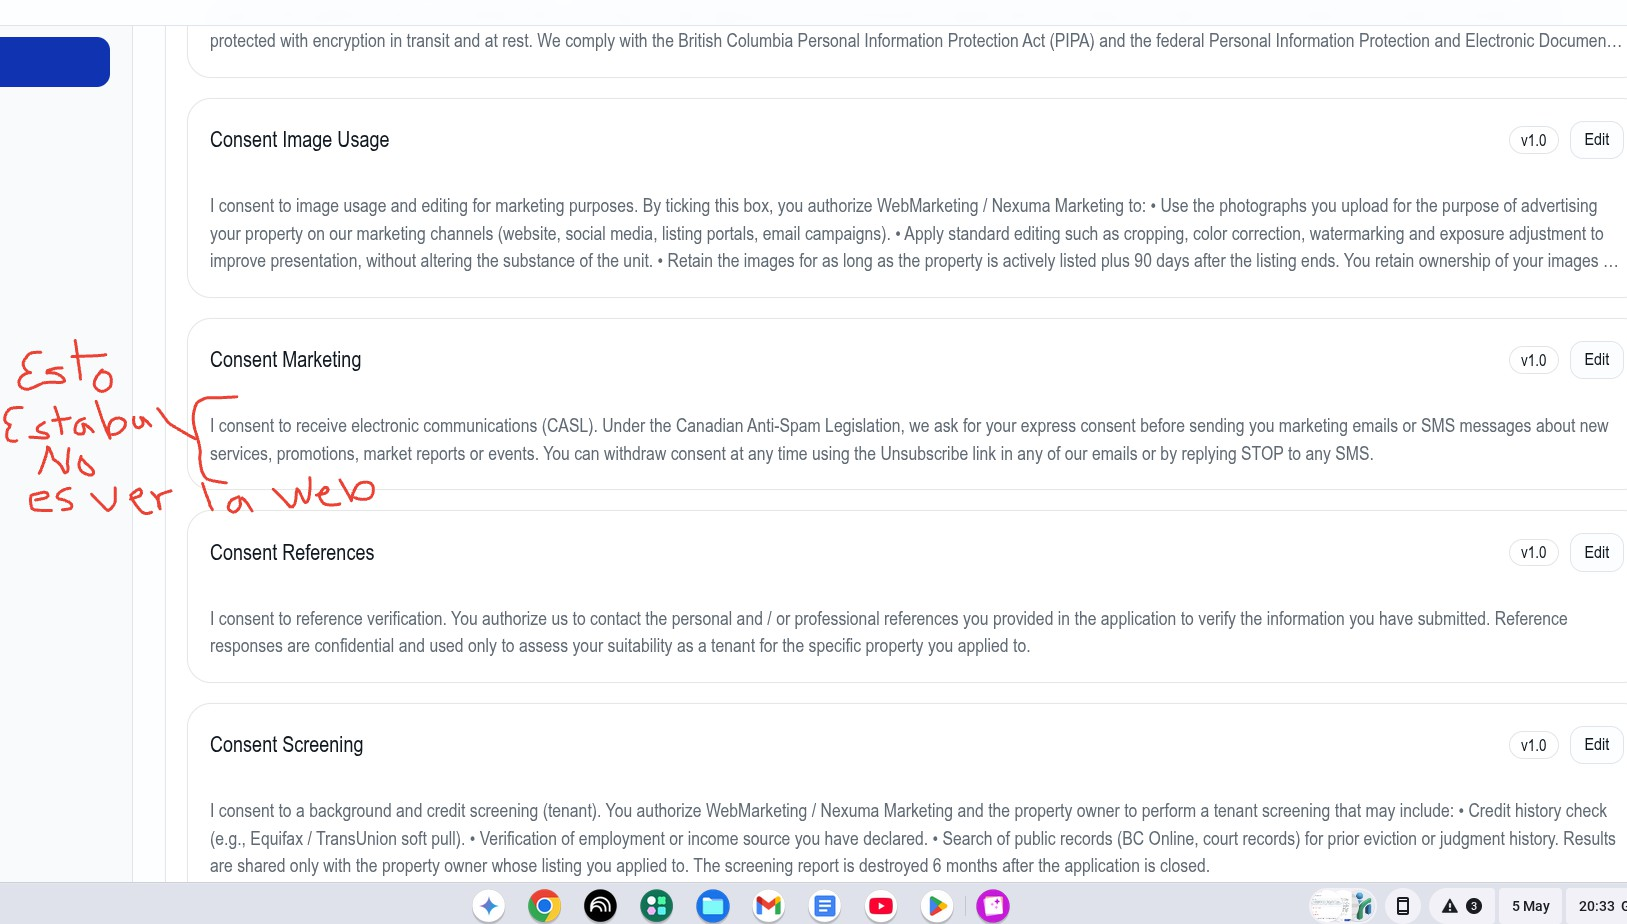 protected with encryption in transit and at rest. We comply with the British Columbia Personal Information Protection Act (PIPA) and the federal Personal Information Protection and Electronic Documen...
Consent Image Usage
v1.0
Edit
I consent to image usage and editing for marketing purposes. By ticking this box, you authorize WebMarketing / Nexuma Marketing to: • Use the photographs you upload for the purpose of advertising
your property on our marketing channels (website, social media, listing portals, email campaigns). • Apply standard editing such as cropping, color correction, watermarking and exposure adjustment to
improve presentation, without altering the substance of the unit. • Retain the images for as long as the property is actively listed plus 90 days after the listing ends. You retain ownership of your images ...
Consent Marketing
v1.0
Edit
Esto
Estaba
No
es ver la web
I consent to receive electronic communications (CASL). Under the Canadian Anti-Spam Legislation, we ask for your express consent before sending you marketing emails or SMS messages about new
services, promotions, market reports or events. You can withdraw consent at any time using the Unsubscribe link in any of our emails or by replying STOP to any SMS.
Consent References
v1.0
Edit
I consent to reference verification. You authorize us to contact the personal and / or professional references you provided in the application to verify the information you have submitted. Reference
responses are confidential and used only to assess your suitability as a tenant for the specific property you applied to.
Consent Screening
v1.0
Edit
I consent to a background and credit screening (tenant). You authorize WebMarketing / Nexuma Marketing and the property owner to perform a tenant screening that may include: • Credit history check
(e.g., Equifax / TransUnion soft pull). • Verification of employment or income source you have declared. • Search of public records (BC Online, court records) for prior eviction or judgment history. Results
are shared only with the property owner whose listing you applied to. The screening report is destroyed 6 months after the application is closed.
3
5 May
20:33